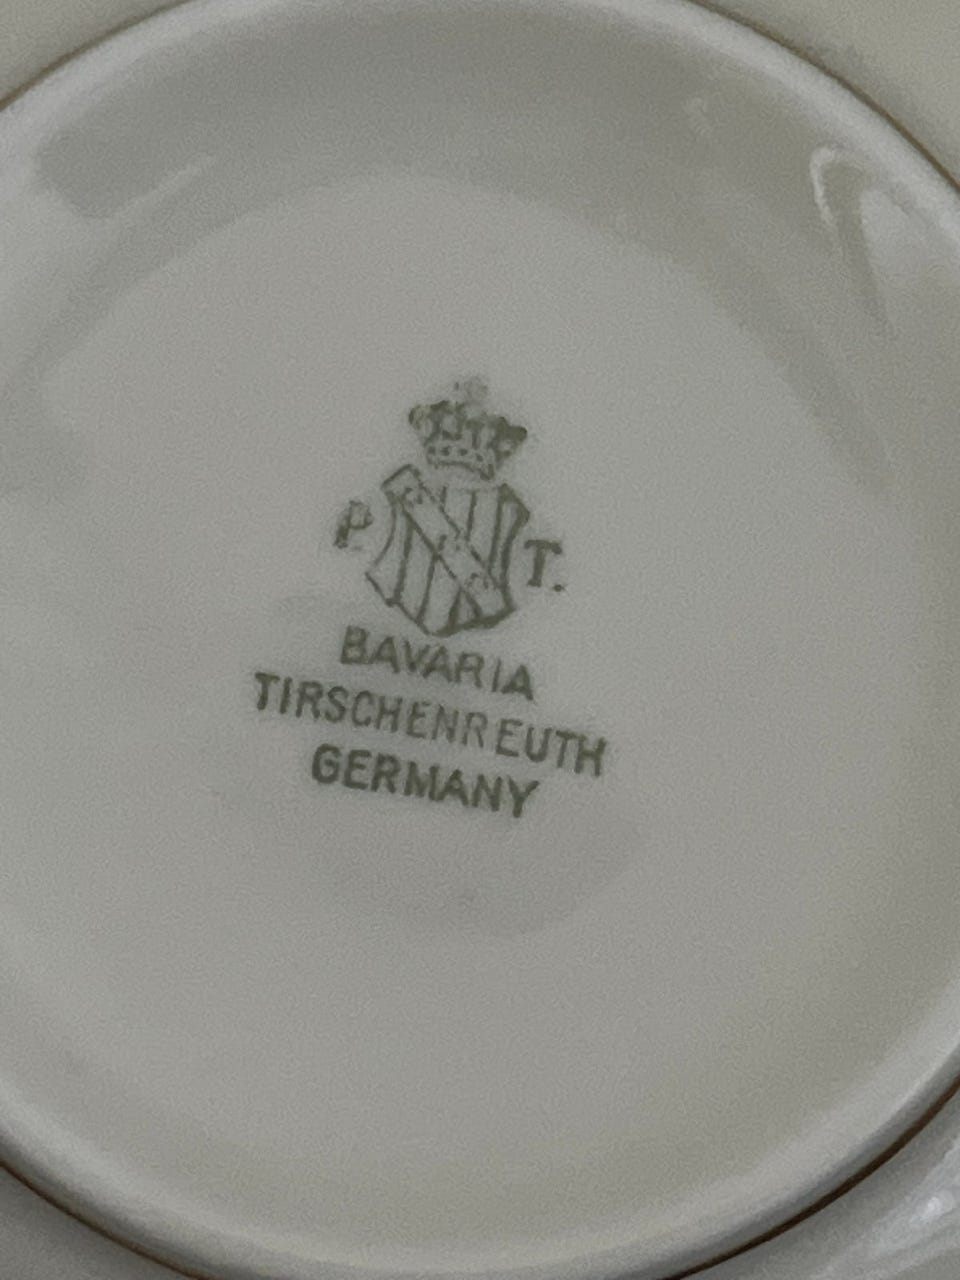 P T.
BAVARIA
TIRSCHENREUTH
GERMANY